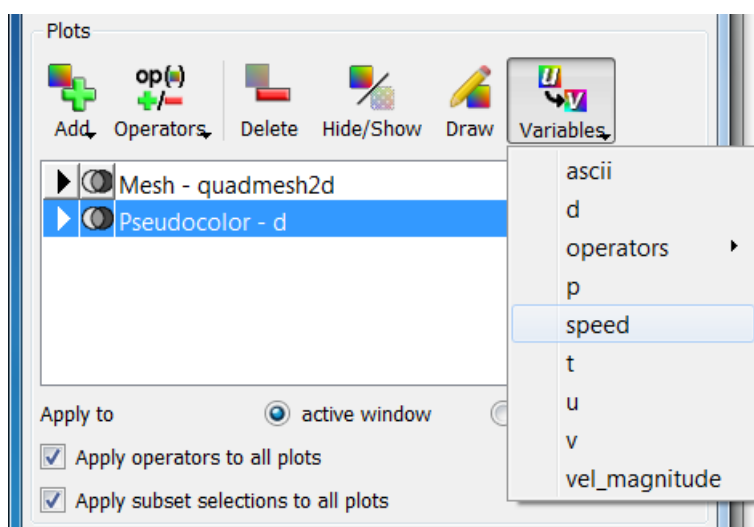 Plots
op(=)
+/-
u
v
Add Operators Delete Hide/Show Draw Variables
Mesh - quadmesh2d
Pseudocolor - d
ascii
d
operators
p
speed
t
u
v
vel_magnitude
Apply to active window
Apply operators to all plots
Apply subset selections to all plots